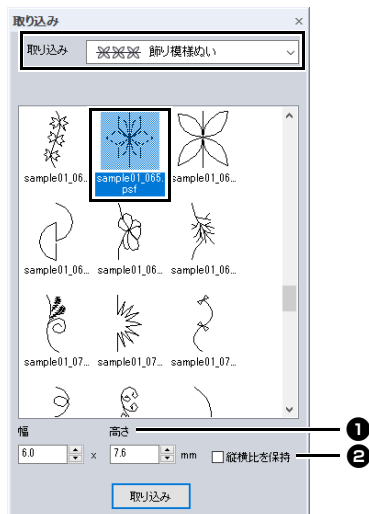 取り込み ×
取り込み 飾り模様ぬい
sample01_06... sample01_065.psf sample01_06...
sample01_06... sample01_06... sample01_06...
sample01_07... sample01_07... sample01_07...
幅 高さ ❶
6.0 × 7.6 mm 縦横比を保持 ❷
取り込み